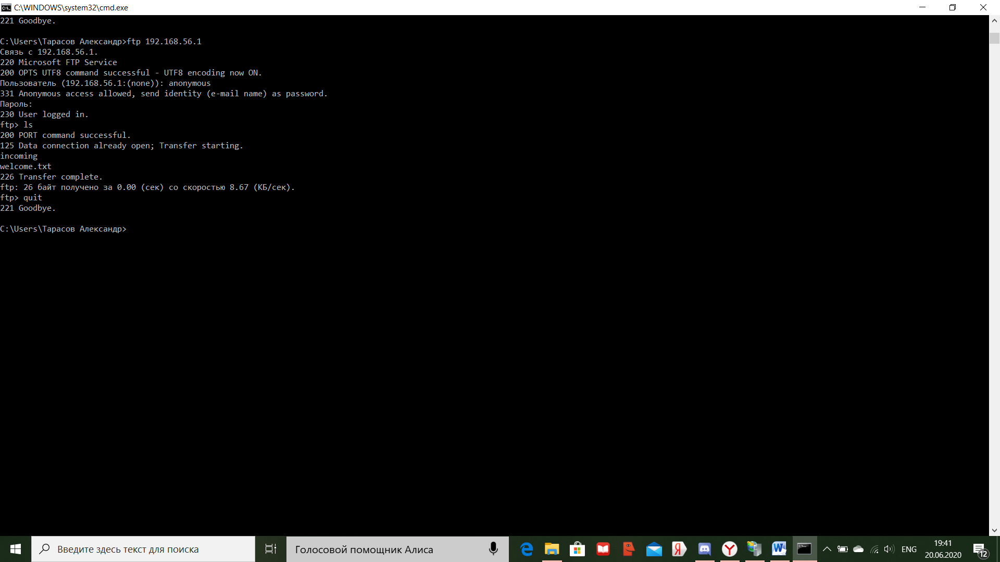 C:\WINDOWS\system32\cmd.exe
221 Goodbye.
C:\Users\Тарасов Александр>ftp 192.168.56.1
Связь с 192.168.56.1.
220 Microsoft FTP Service
200 OPTS UTF8 command successful - UTF8 encoding now ON.
Пользователь (192.168.56.1:(none)): anonymous
331 Anonymous access allowed, send identity (e-mail name) as password.
Пароль:
230 User logged in.
ftp> ls
200 PORT command successful.
125 Data connection already open; Transfer starting.
incoming
welcome.txt
226 Transfer complete.
ftp: 26 байт получено за 0.00 (сек) со скоростью 8.67 (КБ/сек).
ftp> quit
221 Goodbye.
C:\Users\Тарасов Александр>
Введите здесь текст для поиска
Голосовой помощник Алиса
ENG
19:41
20.06.2020
12